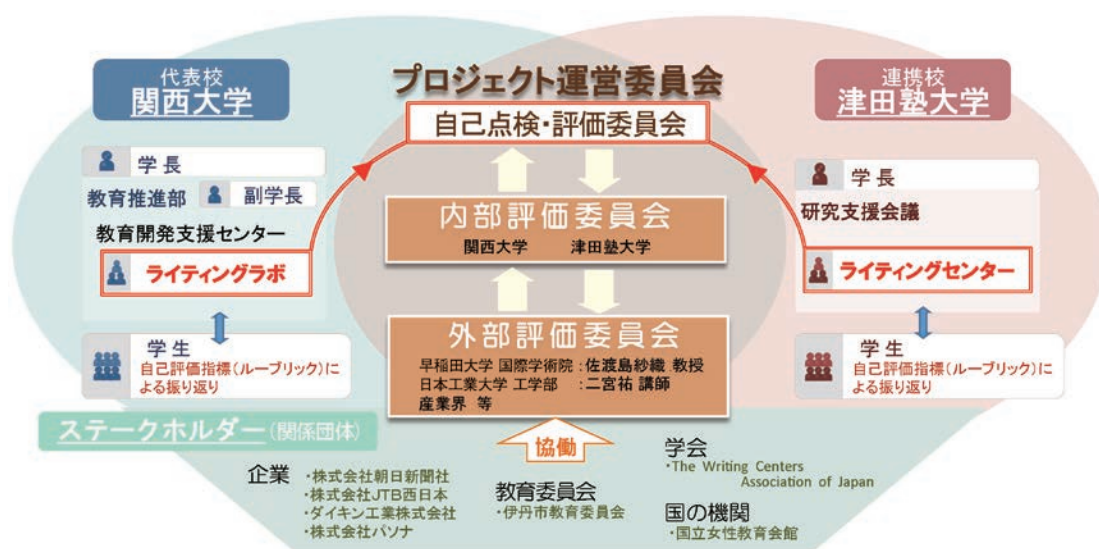 代表校
関西大学
学長
教育推進部 副学長
教育開発支援センター
ライティングラボ
学生
自己評価指標(ルーブリック)に
よる振り返り
プロジェクト運営委員会
自己点検・評価委員会
内部評価委員会
関西大学 津田塾大学
外部評価委員会
早稲田大学 国際学術院:佐渡島紗織 教授
日本工業大学 工学部 :二宮祐 講師
産業界 等
連携校
津田塾大学
学長
研究支援会議
ライティングセンター
学生
自己評価指標(ルーブリック)に
よる振り返り
ステークホルダー(関係団体)
協働
企業
・株式会社朝日新聞社
・株式会社JTB西日本
・ダイキン工業株式会社
・株式会社パソナ
教育委員会
・伊丹市教育委員会
学会
・The Writing Centers
Association of Japan
国の機関
・国立女性教育会館